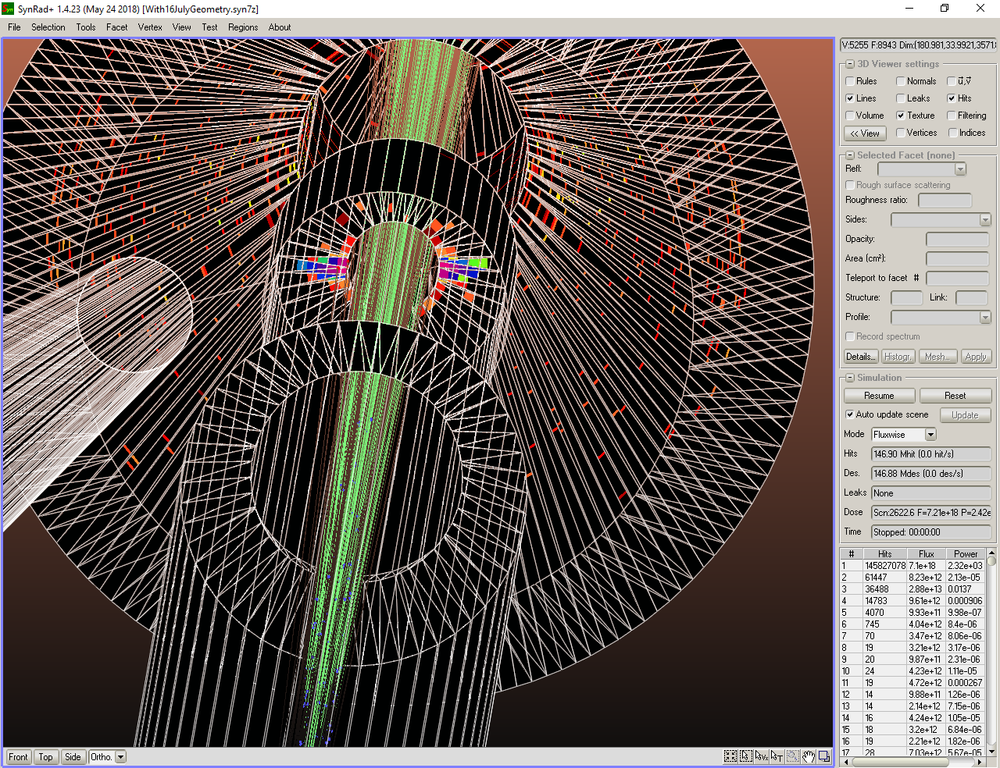 SynRad+ 1.4.23 (May 24 2018) [With16JulyGeometry.syn7z]
File Selection Tools Facet Vertex View Test Regions About
V:5255 F:8943 Dim:(180.981,33.9921,3571.
3D Viewer settings
Rules Normals
Lines Leaks Hits
Volume Texture Filtering
<< View Vertices Indices
Selected Facet (none)
Refl:
Rough surface scattering
Roughness ratio:
Sides:
Opacity:
Area (cm²):
Teleport to facet #
Structure: Link:
Profile:
Record spectrum
Details... Histogr. Mesh... Apply
Simulation
Resume Reset
Auto update scene Update
Mode Fluxwise
Hits 146.90 Mhit (0.0 hit/s)
Des. 146.88 Mdes (0.0 des/s)
Leaks None
Dose Scn:2622.6 F=7.21e+18 P=2.42e
Time Stopped: 00:00:00
# Hits Flux Power
1 145827078 7.1e+18 2.32e+03
2 61447 8.23e+12 2.13e-05
3 36488 2.88e+13 0.0137
4 14783 9.61e+12 0.000906
5 4070 9.93e+11 9.98e-07
6 745 4.04e+12 8.4e-06
7 70 3.47e+12 8.06e-06
8 19 3.21e+12 3.17e-06
9 20 9.87e+11 2.31e-06
10 24 4.23e+12 1.11e-05
11 19 4.72e+12 0.000267
12 14 9.88e+11 1.26e-06
13 14 2.14e+12 7.15e-06
14 16 4.24e+12 1.05e-05
15 18 3.2e+12 6.84e-06
16 19 2.21e+12 1.82e-06
17 28 7.03e+12 5.67e-05
Front Top Side Ortho.